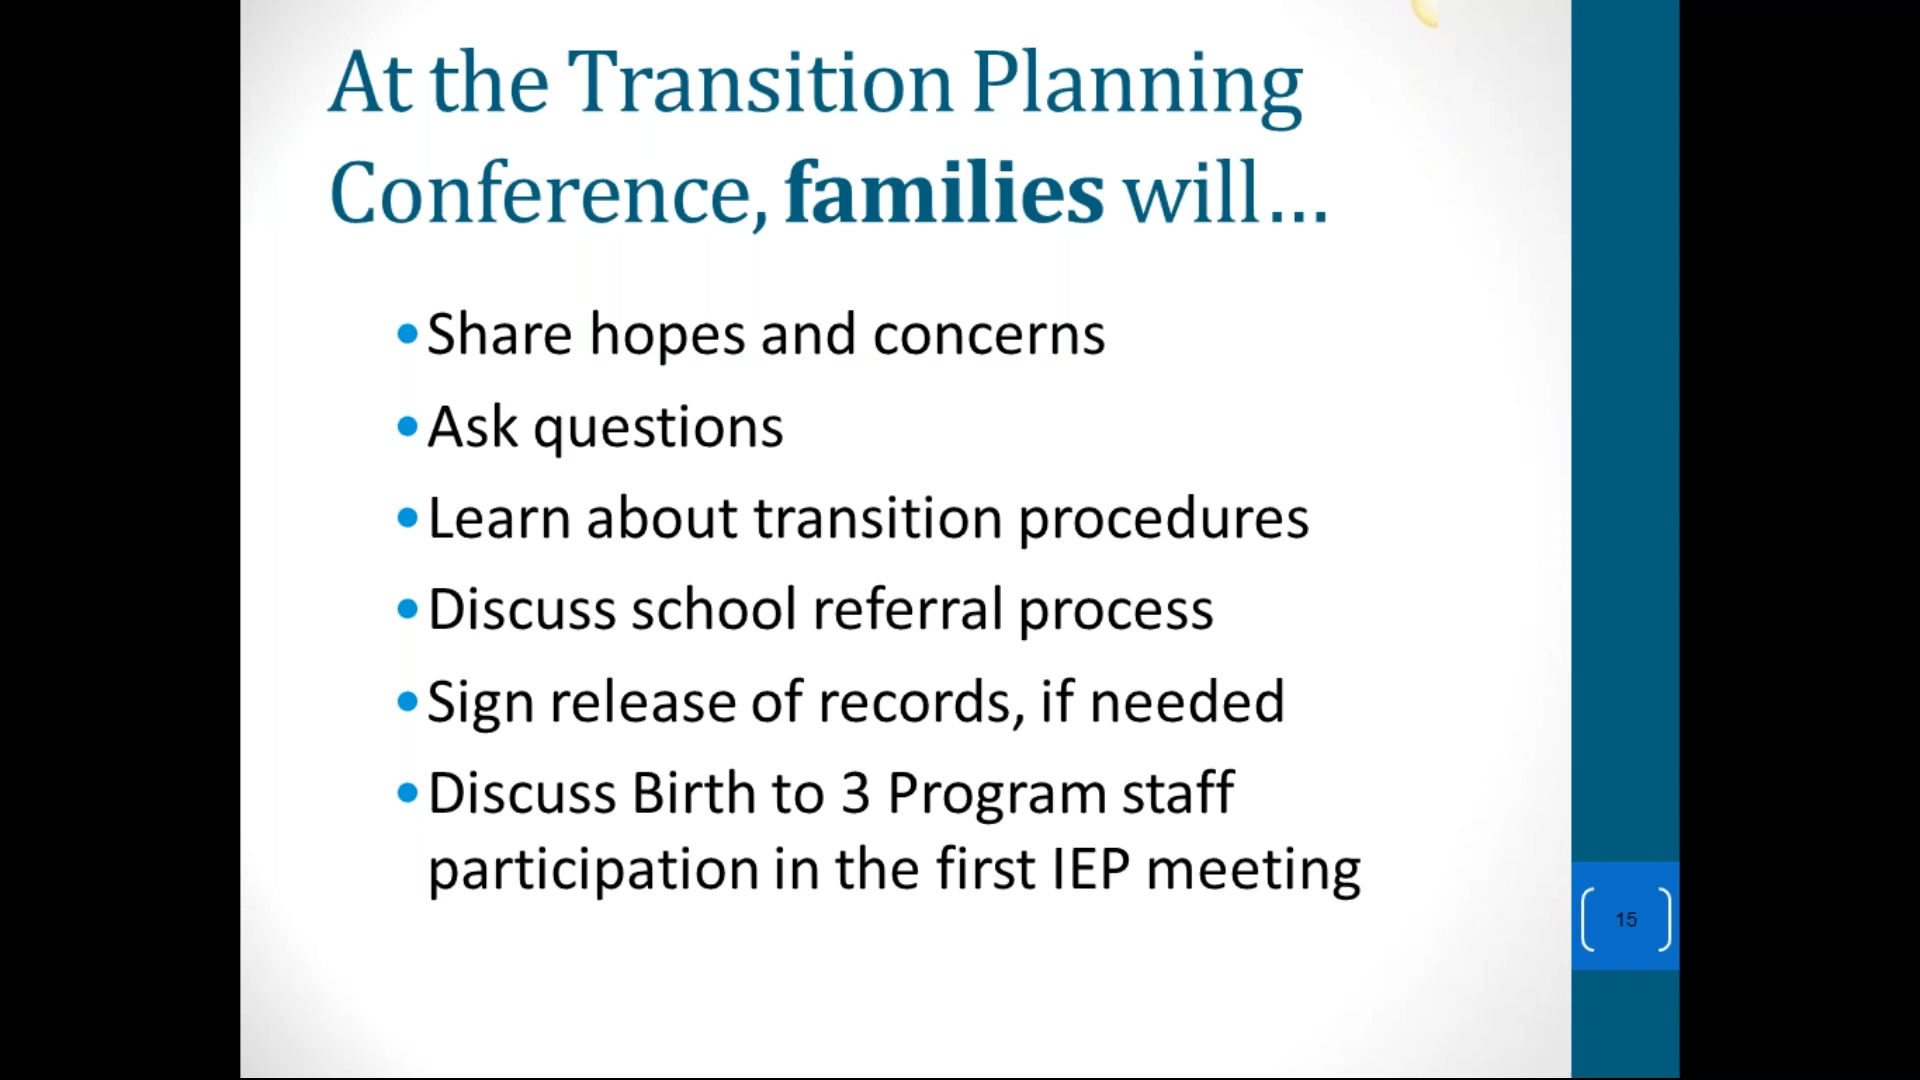 At the Transition Planning
Conference, families will...
•Share hopes and concerns
•Ask questions
•Learn about transition procedures
•Discuss school referral process
•Sign release of records, if needed
•Discuss Birth to 3 Program staff
participation in the first IEP meeting
15